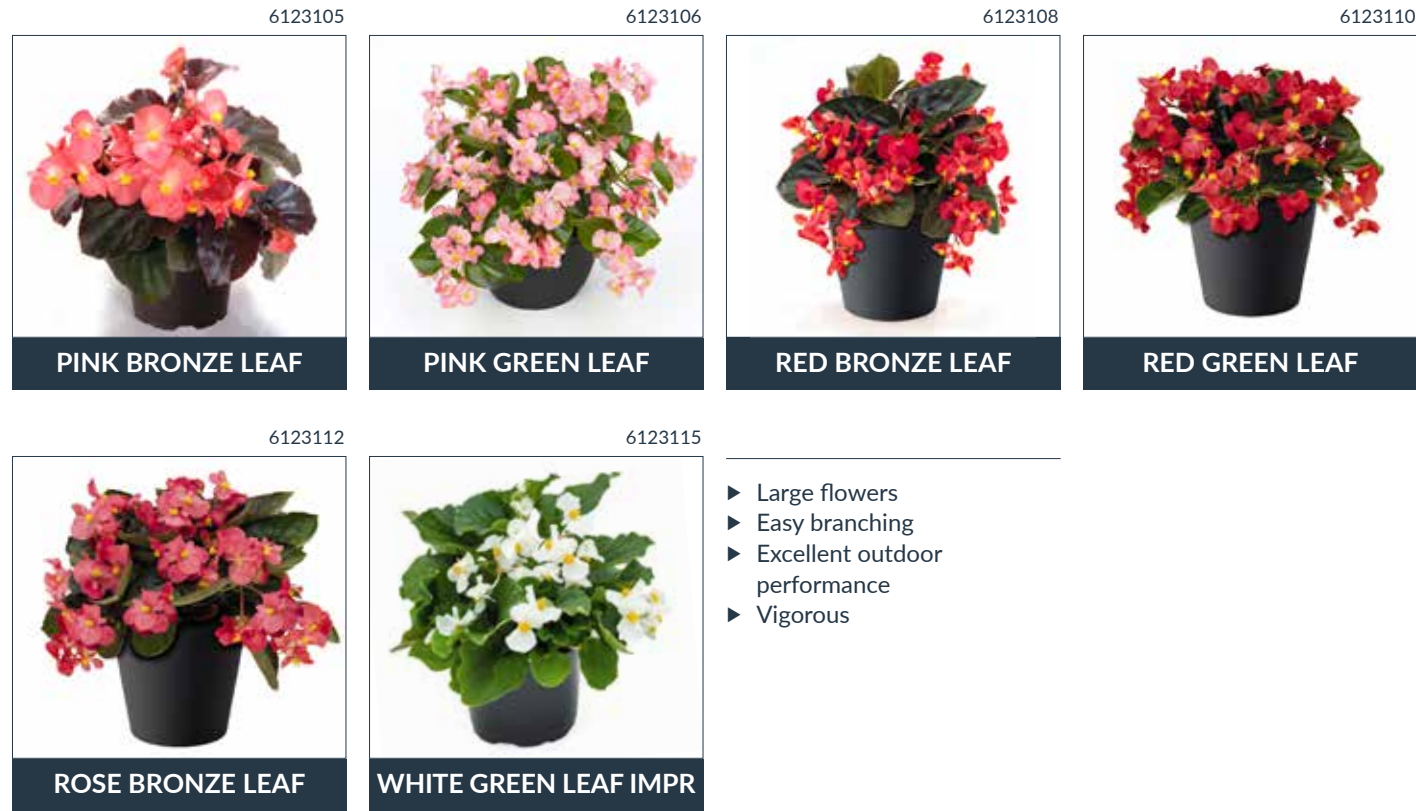 6123105
PINK BRONZE LEAF
6123106
PINK GREEN LEAF
6123108
RED BRONZE LEAF
6123110
RED GREEN LEAF
6123112
ROSE BRONZE LEAF
6123115
WHITE GREEN LEAF IMPR
▶ Large flowers
▶ Easy branching
▶ Excellent outdoor
performance
▶ Vigorous